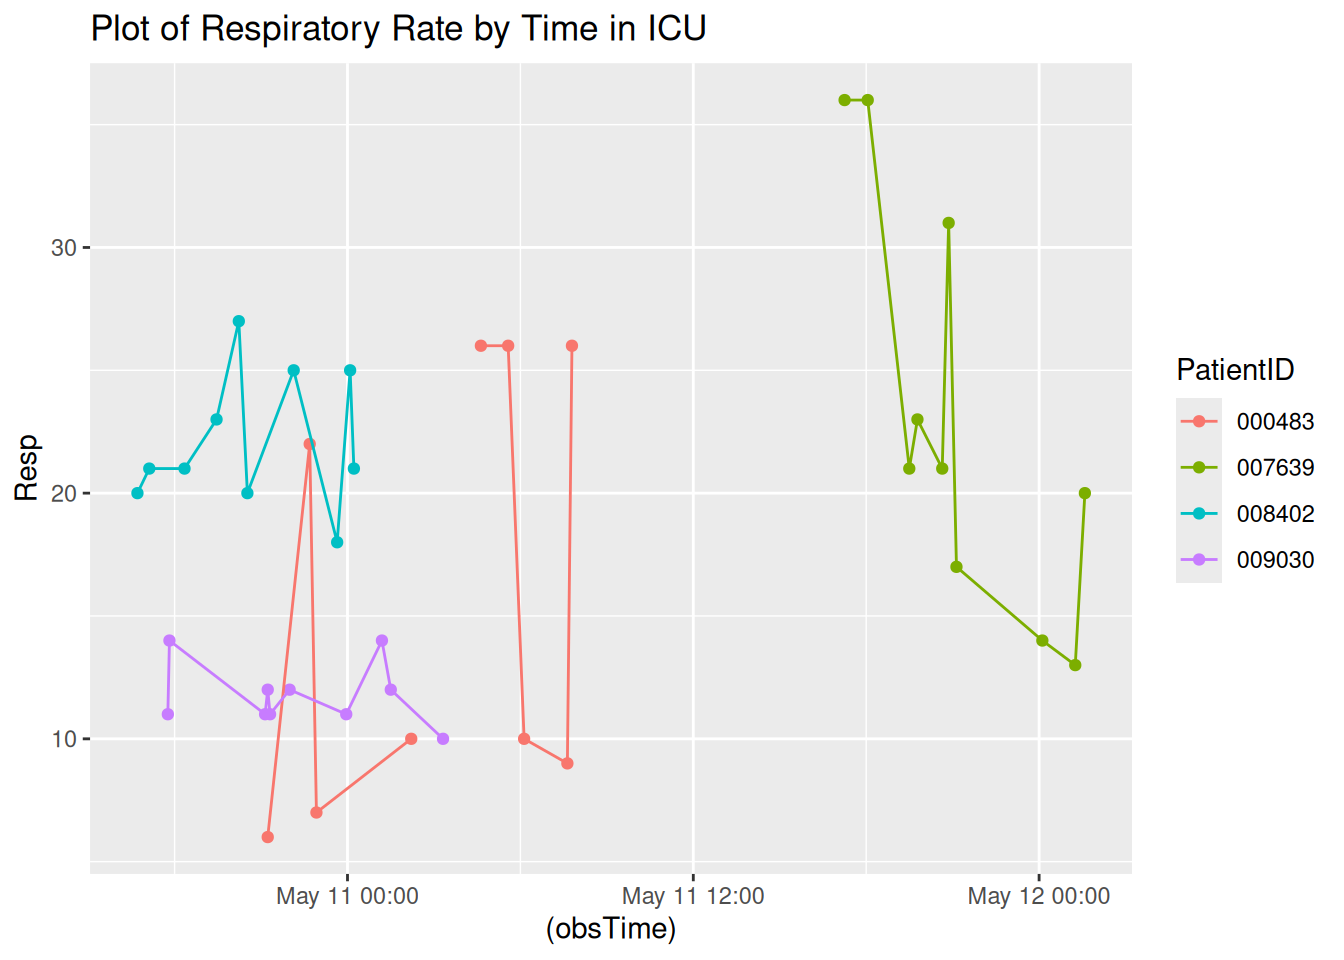 Plot of Respiratory Rate by Time in ICU
Resp
30
20
10
May 11 00:00
May 11 12:00
May 12 00:00
(obsTime)
PatientID
000483
007639
008402
009030